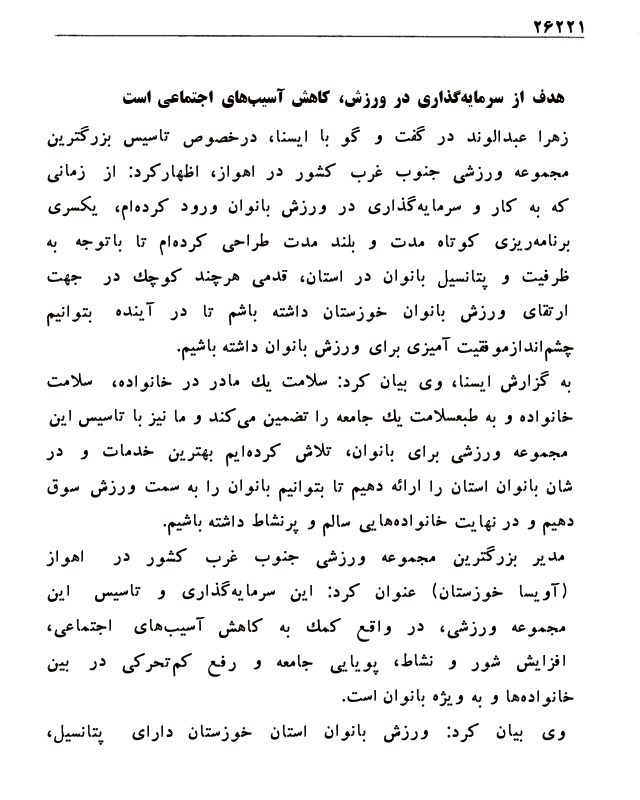 ۲۶۲۲۱
هدف از سرمایه‌گذاری در ورزش، کاهش آسیب‌های اجتماعی است
زهرا عبدالوند در گفت و گو با ایسنا، درخصوص تاسیس بزرگترین
مجموعه ورزشی جنوب غرب کشور در اهواز، اظهارکرد: از زمانی
که به کار و سرمایه‌گذاری در ورزش بانوان ورود کرده‌ام، یکسری
برنامه‌ریزی کوتاه مدت و بلند مدت طراحی کرده‌ام تا باتوجه به
ظرفیت و پتانسیل بانوان در استان، قدمی هرچند کوچك در جهت
ارتقای ورزش بانوان خوزستان داشته باشم تا در آینده بتوانیم
چشم‌اندازموفقیت آمیزی برای ورزش بانوان داشته باشیم.
به گزارش ایسنا، وی بیان کرد: سلامت یك مادر در خانواده، سلامت
خانواده و به طبعسلامت یك جامعه را تضمین می‌کند و ما نیز با تاسیس این
مجموعه ورزشی برای بانوان، تلاش کرده‌ایم بهترین خدمات و در
شان بانوان استان را ارائه دهیم تا بتوانیم بانوان را به سمت ورزش سوق
دهیم و در نهایت خانواده‌هایی سالم و پرنشاط داشته باشیم.
مدیر بزرگترین مجموعه ورزشی جنوب غرب کشور در اهواز
(آویسا خوزستان) عنوان کرد: این سرمایه‌گذاری و تاسیس این
مجموعه ورزشی، در واقع کمك به کاهش آسیب‌های اجتماعی،
افزایش شور و نشاط، پویایی جامعه و رفع کم‌تحرکی در بین
خانواده‌ها و به ویژه بانوان است.
وی بیان کرد: ورزش بانوان استان خوزستان دارای پتانسیل،